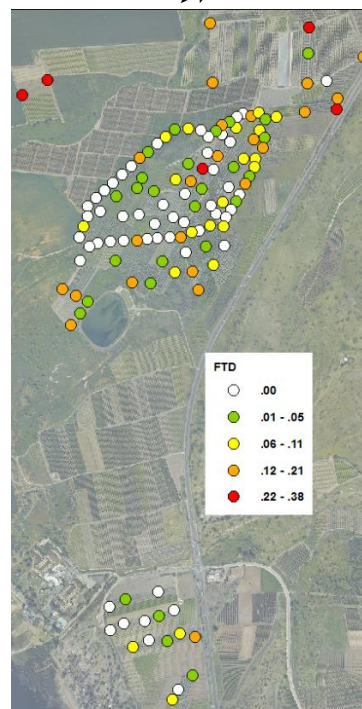 FTD
.00
.01 - .05
.06 - .11
.12 - .21
.22 - .38